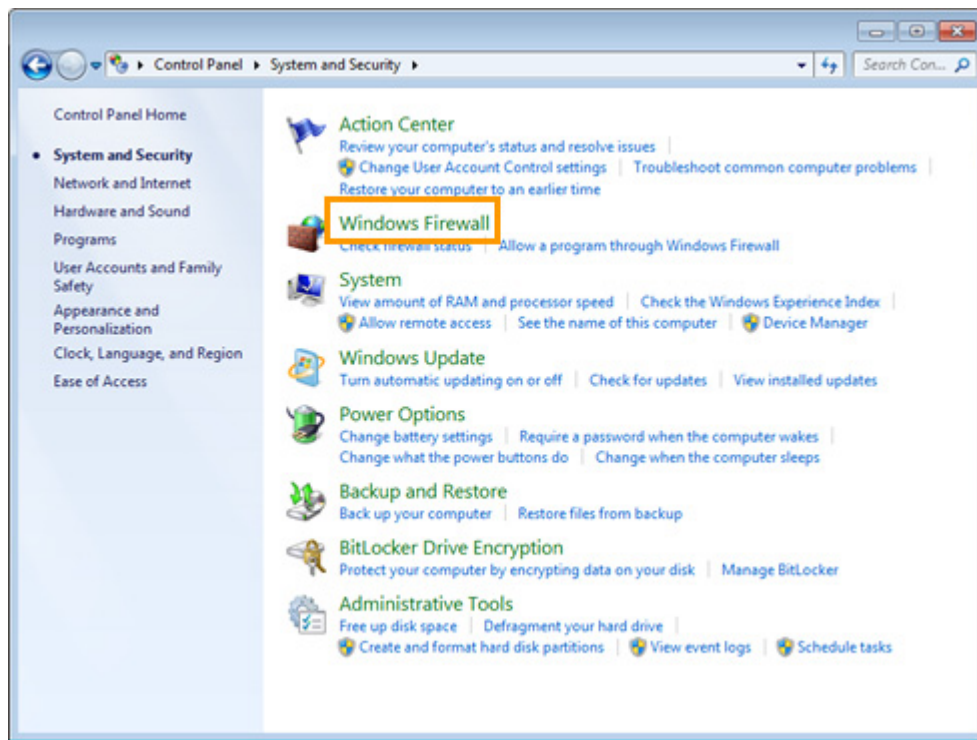 Control Panel ▸ System and Security ▸
Search Con...
Control Panel Home
System and Security
Network and Internet
Hardware and Sound
Programs
User Accounts and Family
Safety
Appearance and
Personalization
Clock, Language, and Region
Ease of Access
Action Center
Review your computer's status and resolve issues
Change User Account Control settings Troubleshoot common computer problems
Restore your computer to an earlier time
Windows Firewall
Check firewall status Allow a program through Windows Firewall
System
View amount of RAM and processor speed Check the Windows Experience Index
Allow remote access See the name of this computer Device Manager
Windows Update
Turn automatic updating on or off Check for updates View installed updates
Power Options
Change battery settings Require a password when the computer wakes
Change what the power buttons do Change when the computer sleeps
Backup and Restore
Back up your computer Restore files from backup
BitLocker Drive Encryption
Protect your computer by encrypting data on your disk Manage BitLocker
Administrative Tools
Free up disk space Defragment your hard drive
Create and format hard disk partitions View event logs Schedule tasks